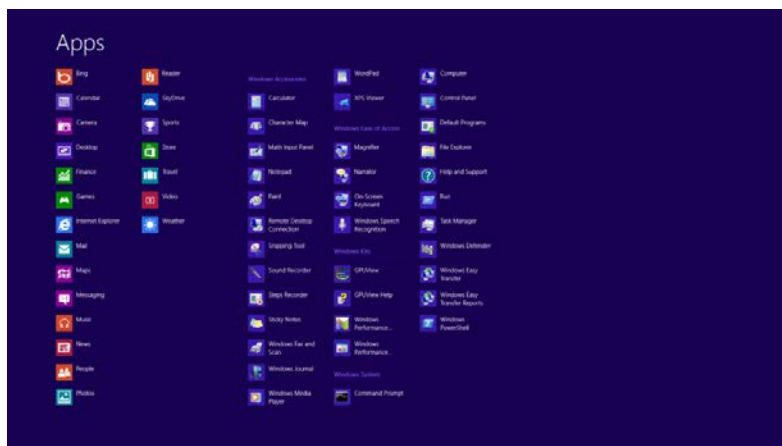 Apps
Bing
Calendar
Camera
Desktop
Finance
Games
Internet Explorer
Mail
Maps
Messaging
Music
News
People
Photos
Reader
SkyDrive
Sports
Store
Travel
Video
Weather
Windows Accessories
Calculator
Character Map
Math Input Panel
Notepad
Paint
Remote Desktop
Connection
Snipping Tool
Sound Recorder
Steps Recorder
Sticky Notes
Windows Fax and
Scan
Windows Journal
Windows Media
Player
WordPad
XPS Viewer
Windows Ease of Access
Magnifier
Narrator
On-Screen
Keyboard
Windows Speech
Recognition
Windows Kits
GPUView
GPUView Help
Windows
Performance...
Windows
Performance...
Windows System
Command Prompt
Computer
Control Panel
Default Programs
File Explorer
Help and Support
Run
Task Manager
Windows Defender
Windows Easy
Transfer
Windows Easy
Transfer Reports
Windows
PowerShell